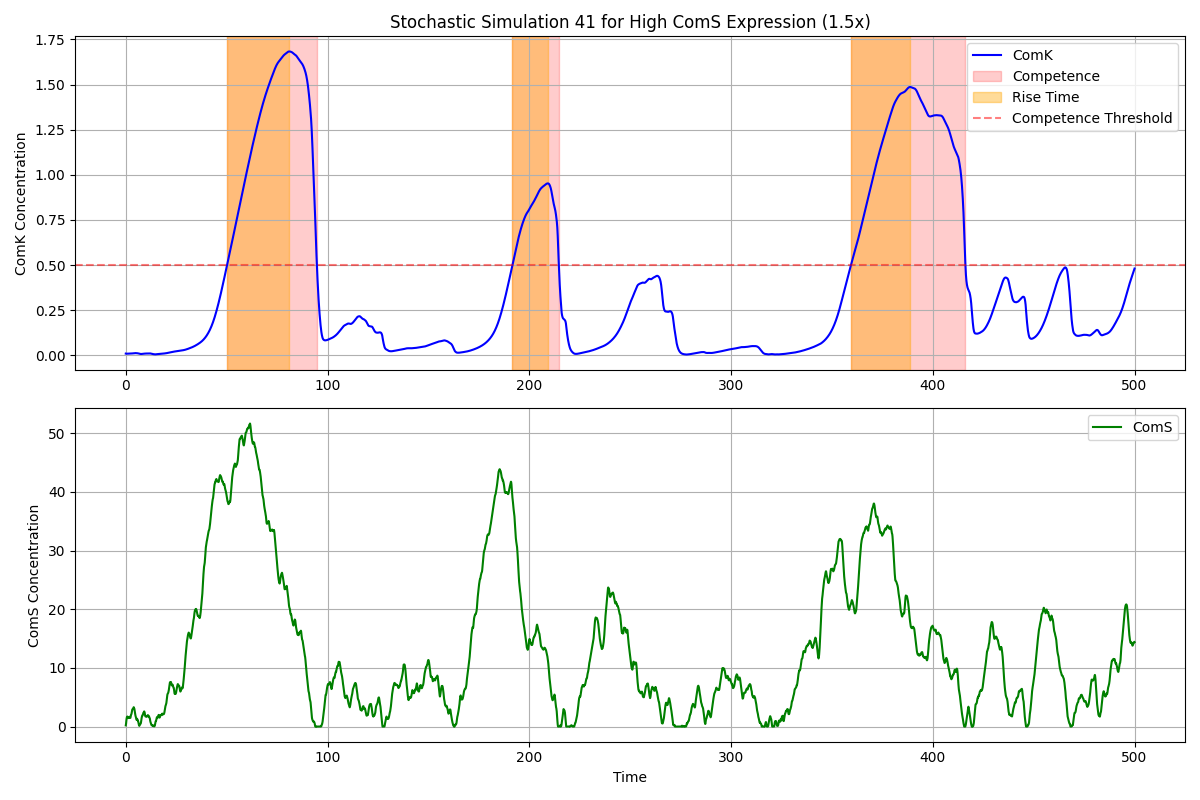 Stochastic Simulation 41 for High ComS Expression (1.5x)
ComK Concentration
1.75
1.50
1.25
1.00
0.75
0.50
0.25
0.00
ComK
Competence
Rise Time
Competence Threshold
0 100 200 300 400 500
ComS Concentration
50
40
30
20
10
0
ComS
0 100 200 300 400 500
Time